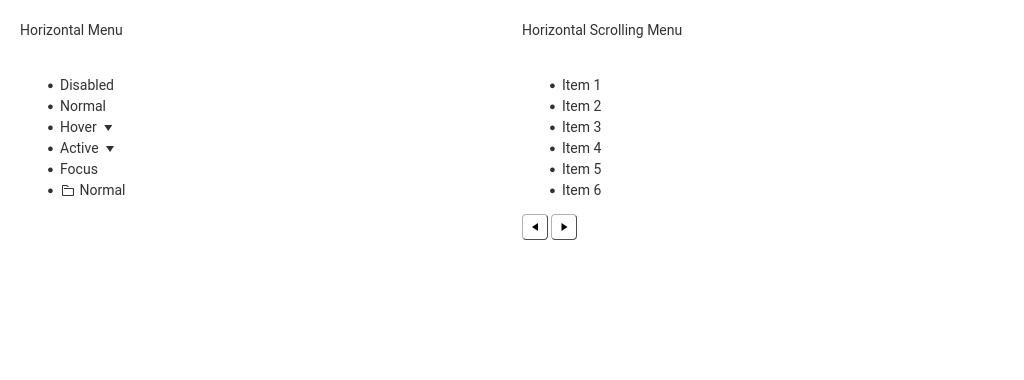 Horizontal Menu
Disabled
Normal
Hover
Active
Focus
Normal
Horizontal Scrolling Menu
Item 1
Item 2
Item 3
Item 4
Item 5
Item 6